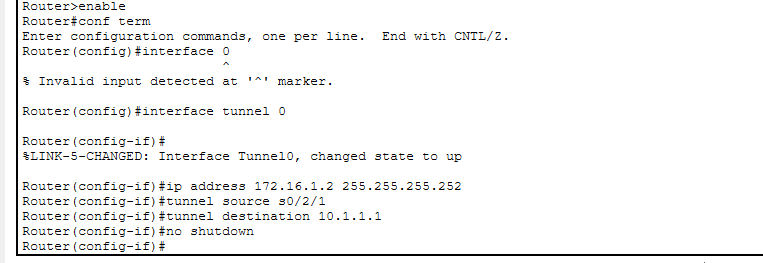 Router>enable
Router#conf term
Enter configuration commands, one per line.  End with CNTL/Z.
Router(config)#interface 0
^
% Invalid input detected at '^' marker.
Router(config)#interface tunnel 0
Router(config-if)#
%LINK-5-CHANGED: Interface Tunnel0, changed state to up
Router(config-if)#ip address 172.16.1.2 255.255.255.252
Router(config-if)#tunnel source s0/2/1
Router(config-if)#tunnel destination 10.1.1.1
Router(config-if)#no shutdown
Router(config-if)#